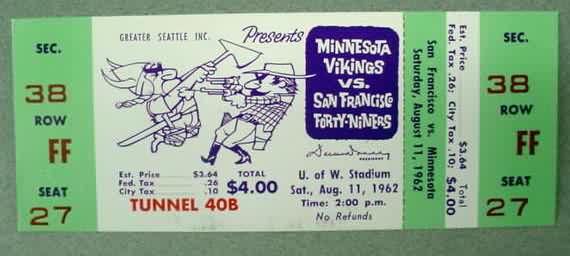 SEC.
38
ROW
FF
SEAT
27
GREATER SEATTLE INC. Presents
MINNESOTA
VIKINGS
VS.
SAN FRANCISCO
FORTY-NINERS
PRESIDENT
Est. Price $3.64 TOTAL
Fed. Tax .26 $4.00
City Tax .10
TUNNEL 40B
U. of W. Stadium
Sat., Aug. 11, 1962
Time: 2:00 p.m.
No Refunds
San Francisco vs. Minnesota
Saturday, August 11, 1962
Est. Price $3.64
Fed. Tax .26: City Tax .10:
TOTAL $4.00
SEC.
38
ROW
FF
SEAT
27